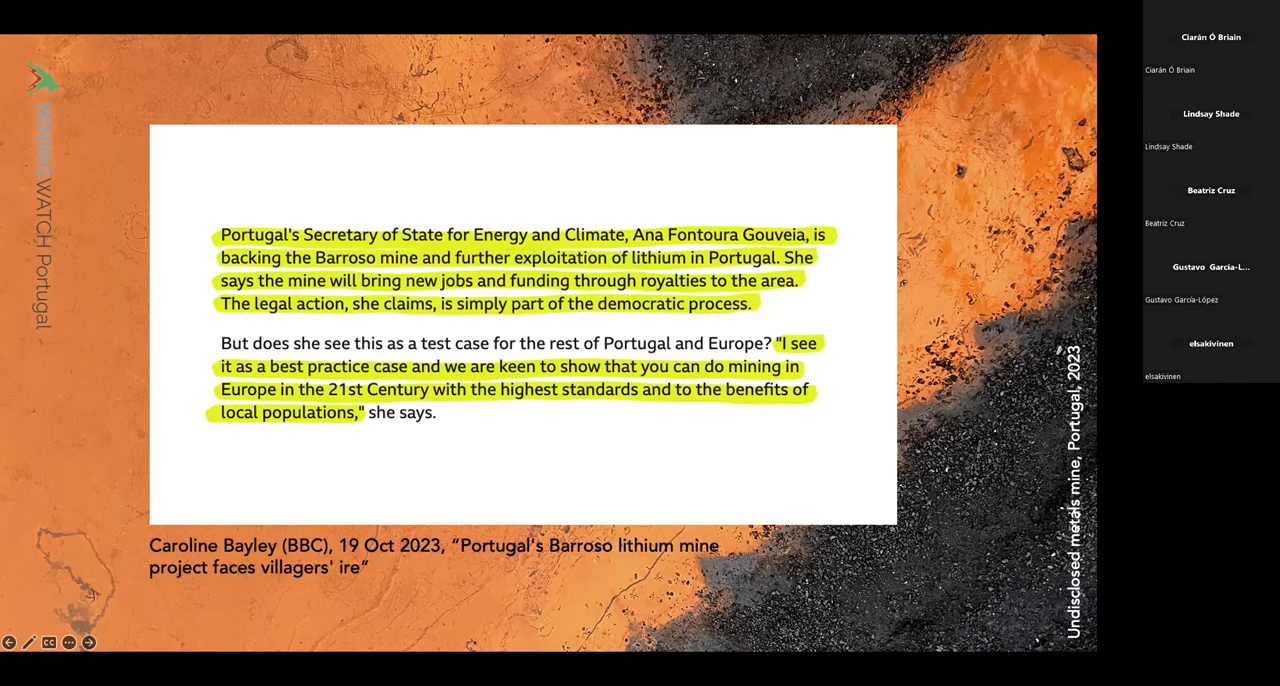 MINING WATCH Portugal
Portugal's Secretary of State for Energy and Climate, Ana Fontoura Gouveia, is
backing the Barroso mine and further exploitation of lithium in Portugal. She
says the mine will bring new jobs and funding through royalties to the area.
The legal action, she claims, is simply part of the democratic process.
But does she see this as a test case for the rest of Portugal and Europe? "I see
it as a best practice case and we are keen to show that you can do mining in
Europe in the 21st Century with the highest standards and to the benefits of
local populations," she says.
Caroline Bayley (BBC), 19 Oct 2023, “Portugal's Barroso lithium mine
project faces villagers' ire“
Undisclosed metals mine, Portugal, 2023
CC
Ciarán Ó Briain
Ciarán Ó Briain
Lindsay Shade
Lindsay Shade
Beatriz Cruz
Beatriz Cruz
Gustavo Garcia-L...
Gustavo García-López
elsakivinen
elsakivinen